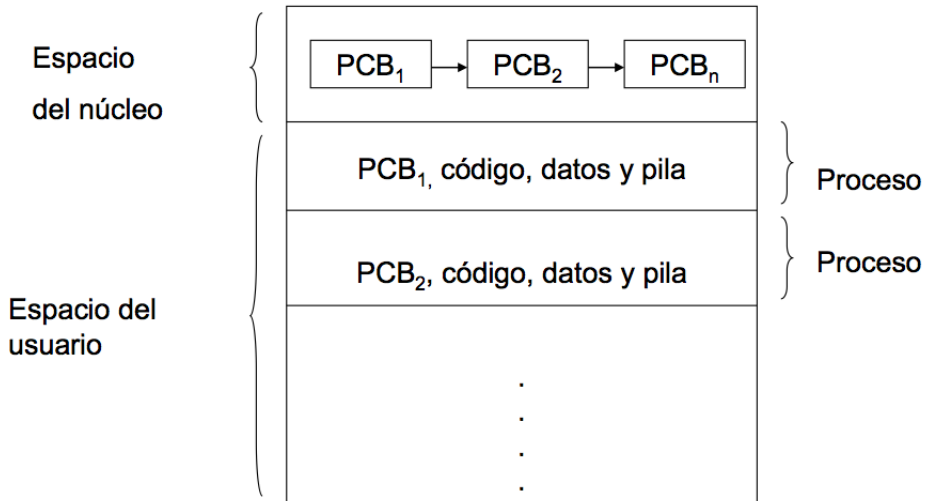 Espacio
del núcleo
PCB₁
PCB₂
PCBₙ
PCB₁, código, datos y pila
Proceso
PCB₂, código, datos y pila
Proceso
Espacio del
usuario
.
.
.
.